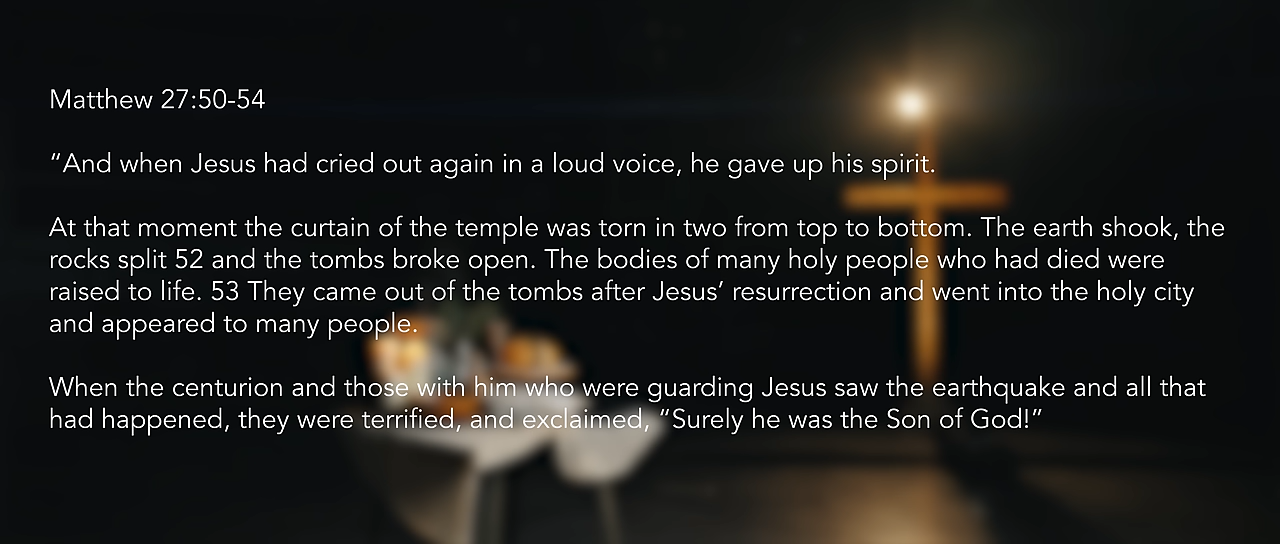 Matthew 27:50-54
“And when Jesus had cried out again in a loud voice, he gave up his spirit.
At that moment the curtain of the temple was torn in two from top to bottom. The earth shook, the
rocks split 52 and the tombs broke open. The bodies of many holy people who had died were
raised to life. 53 They came out of the tombs after Jesus’ resurrection and went into the holy city
and appeared to many people.
When the centurion and those with him who were guarding Jesus saw the earthquake and all that
had happened, they were terrified, and exclaimed, “Surely he was the Son of God!”